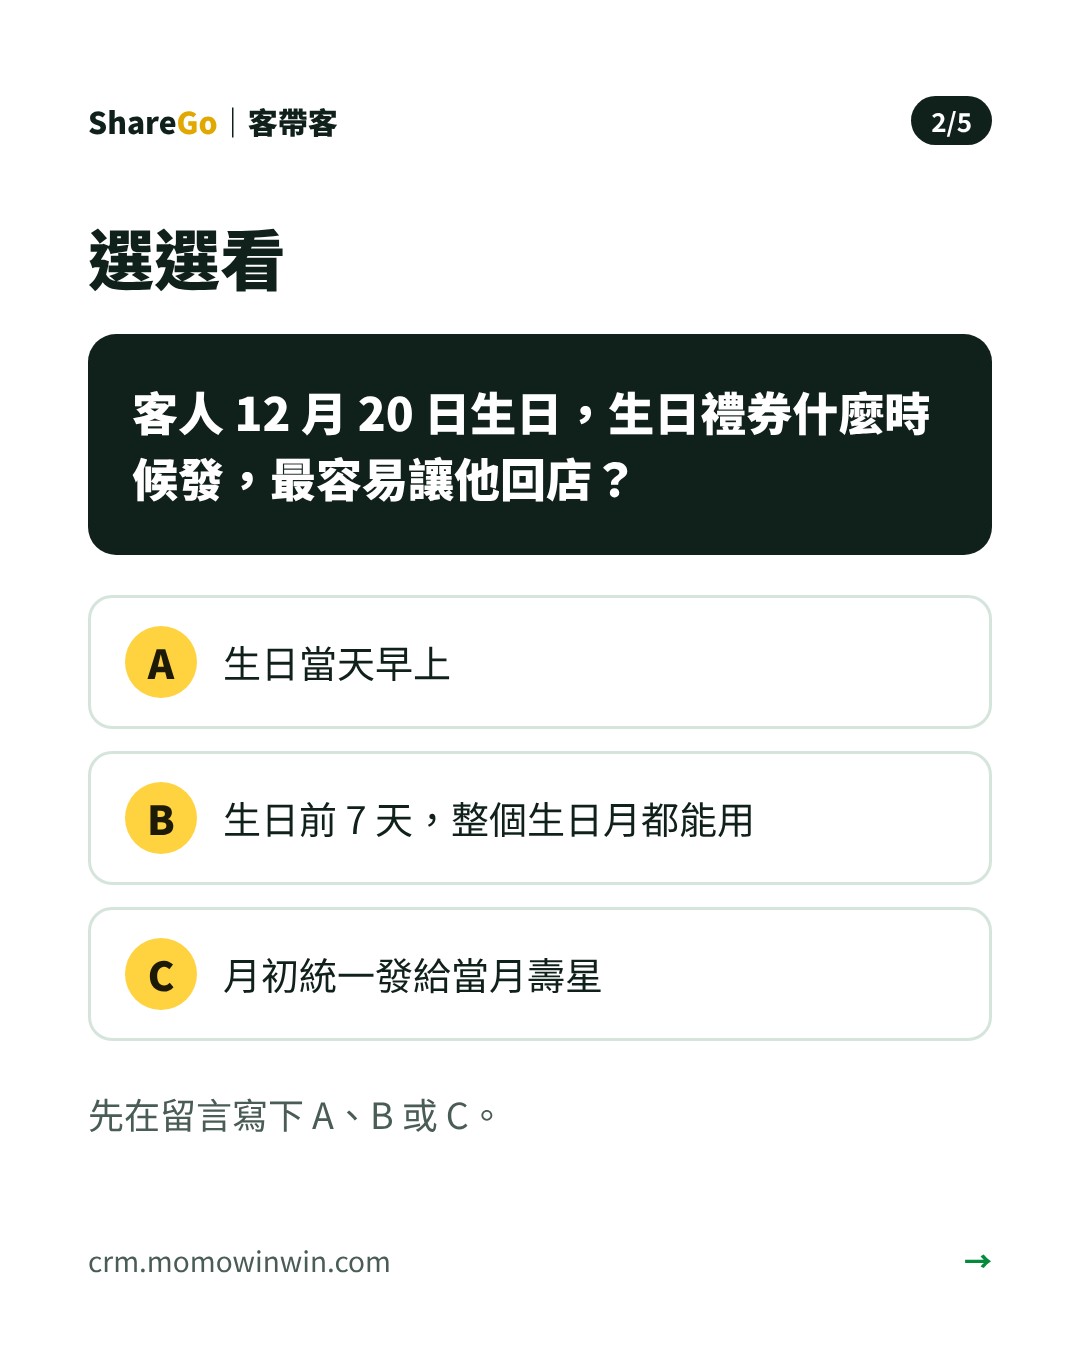 ShareGo｜客帶客
2/5
選選看
客人 12 月 20 日生日，生日禮券什麼時
候發，最容易讓他回店？
A 生日當天早上
B 生日前 7 天，整個生日月都能用
C 月初統一發給當月壽星
先在留言寫下 A、B 或 C。
crm.momowinwin.com →